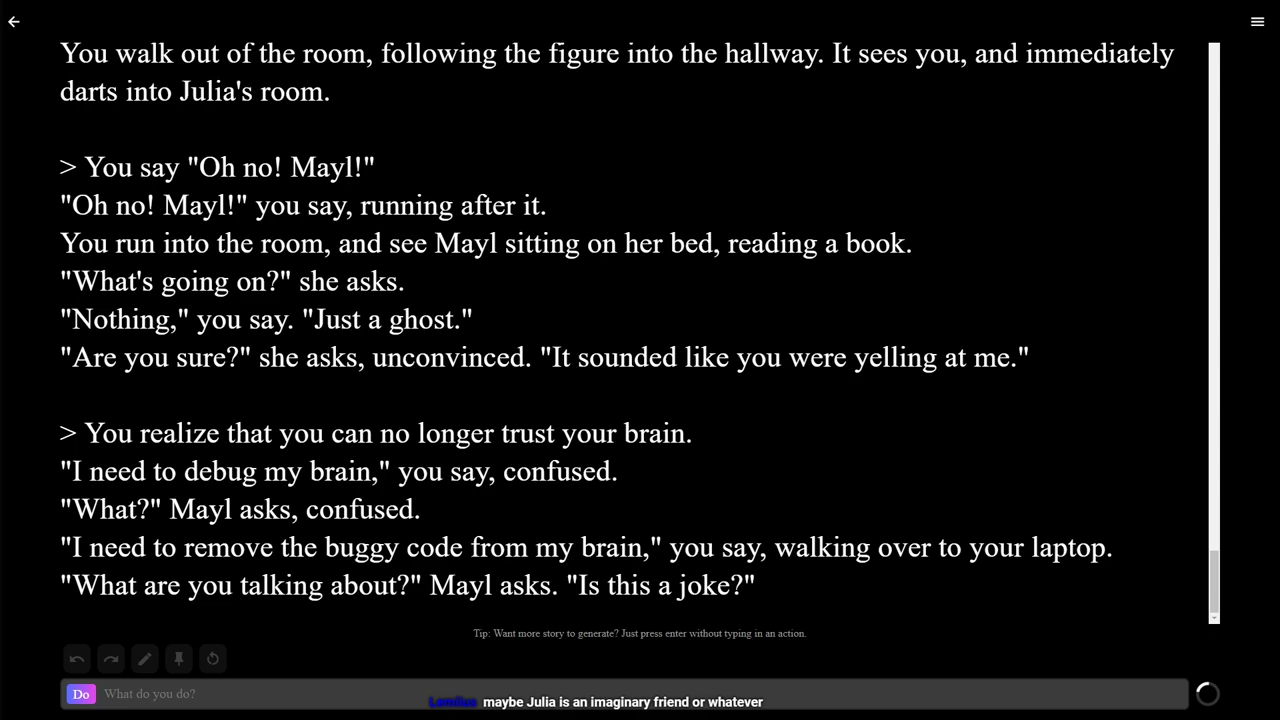 You walk out of the room, following the figure into the hallway. It sees you, and immediately
darts into Julia's room.
> You say "Oh no! Mayl!"
"Oh no! Mayl!" you say, running after it.
You run into the room, and see Mayl sitting on her bed, reading a book.
"What's going on?" she asks.
"Nothing," you say. "Just a ghost."
"Are you sure?" she asks, unconvinced. "It sounded like you were yelling at me."
> You realize that you can no longer trust your brain.
"I need to debug my brain," you say, confused.
"What?" Mayl asks, confused.
"I need to remove the buggy code from my brain," you say, walking over to your laptop.
"What are you talking about?" Mayl asks. "Is this a joke?"
Tip: Want more story to generate? Just press enter without typing in an action.
Do What do you do?
maybe Julia is an imaginary friend or whatever